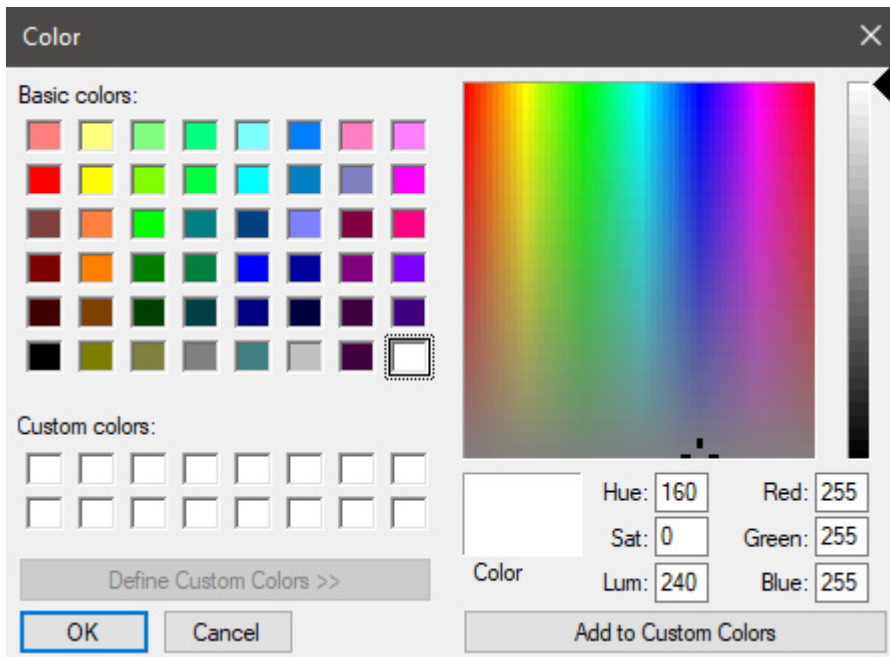 Color
Basic colors:
Custom colors:
Define Custom Colors >>
OK Cancel
Hue: 160 Red: 255
Sat: 0 Green: 255
Color Lum: 240 Blue: 255
Add to Custom Colors